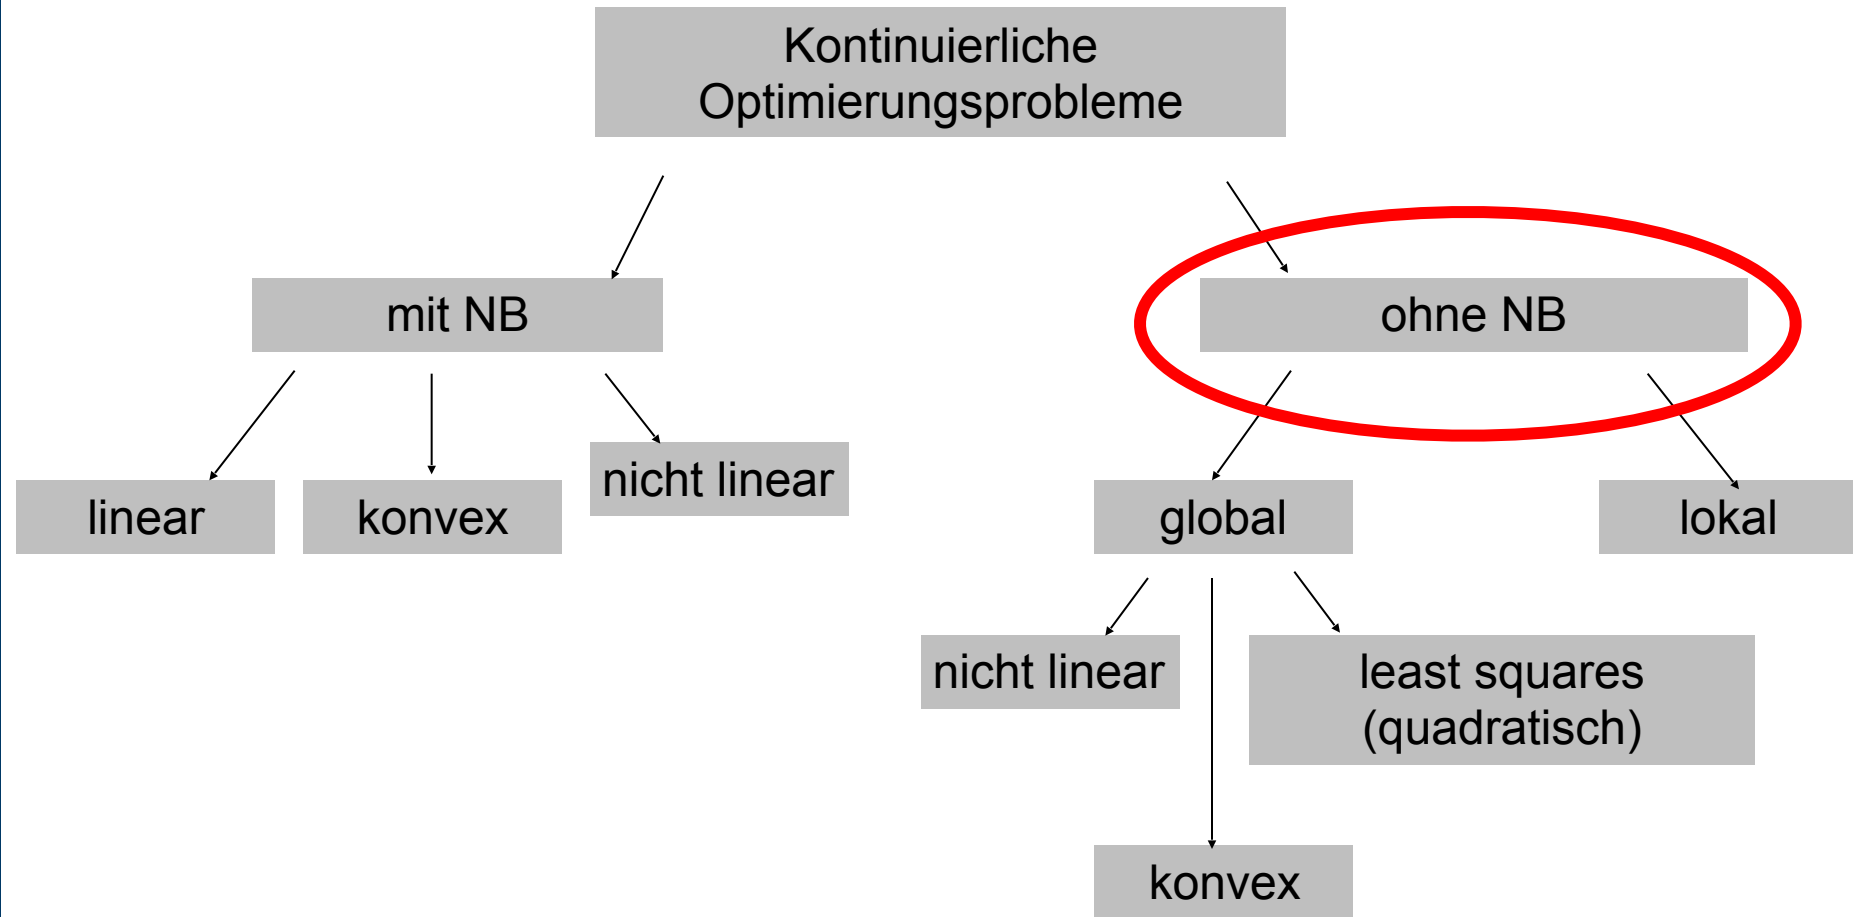 Kontinuierliche
Optimierungsprobleme
mit NB
ohne NB
linear
konvex
nicht linear
global
lokal
nicht linear
least squares
(quadratisch)
konvex